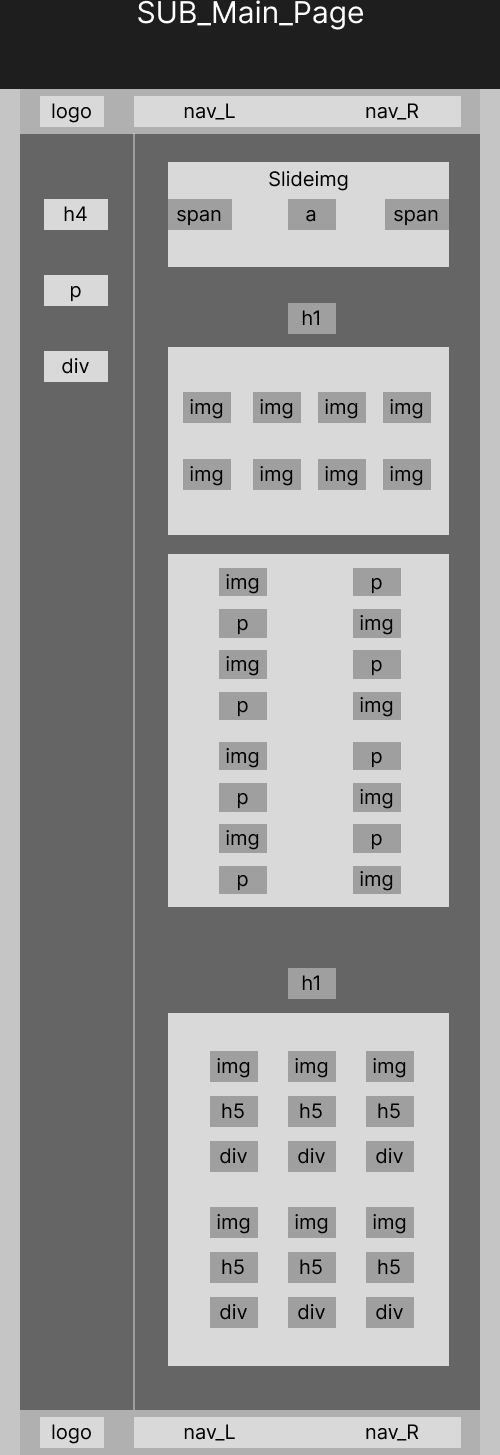 SUB_Main_Page
logo nav_L nav_R
Slideimg
h4 span a span
p
h1
div
img img img img
img img img img
img p
p img
img p
p img
img p
p img
img p
p img
h1
img img img
h5 h5 h5
div div div
img img img
h5 h5 h5
div div div
logo nav_L nav_R